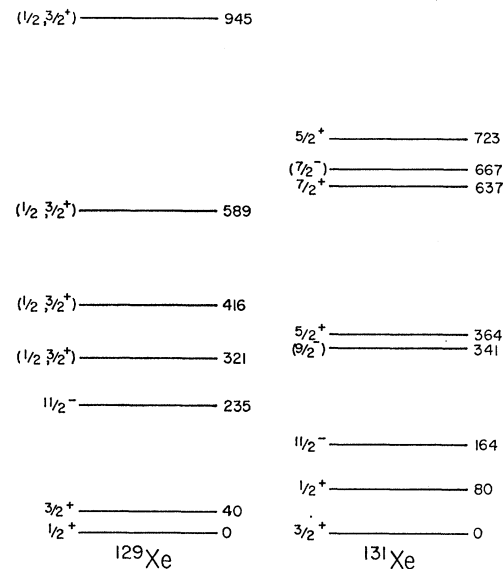 (1/2, 3/2⁺) 945
5/2⁺ 723
(7/2⁻) 667
7/2⁺ 637
(1/2, 3/2⁺) 589
(1/2, 3/2⁺) 416
5/2⁺ 364
(9/2⁻) 341
(1/2, 3/2⁺) 321
11/2⁻ 235
11/2⁻ 164
1/2⁺ 80
3/2⁺ 40
1/2⁺ 0
3/2⁺ 0
¹²⁹Xe ¹³¹Xe